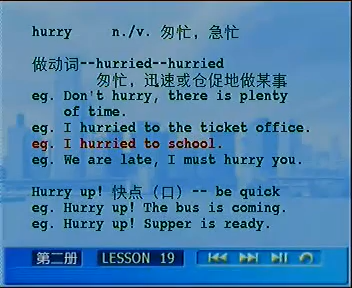 hurry n./v. 匆忙，急忙
做动词--hurried--hurried
匆忙，迅速或仓促地做某事
eg. Don't hurry, there is plenty
of time.
eg. I hurried to the ticket office.
eg. I hurried to school.
eg. We are late, I must hurry you.
Hurry up! 快点（口）-- be quick
eg. Hurry up! The bus is coming.
eg. Hurry up! Supper is ready.
第二册 LESSON 19